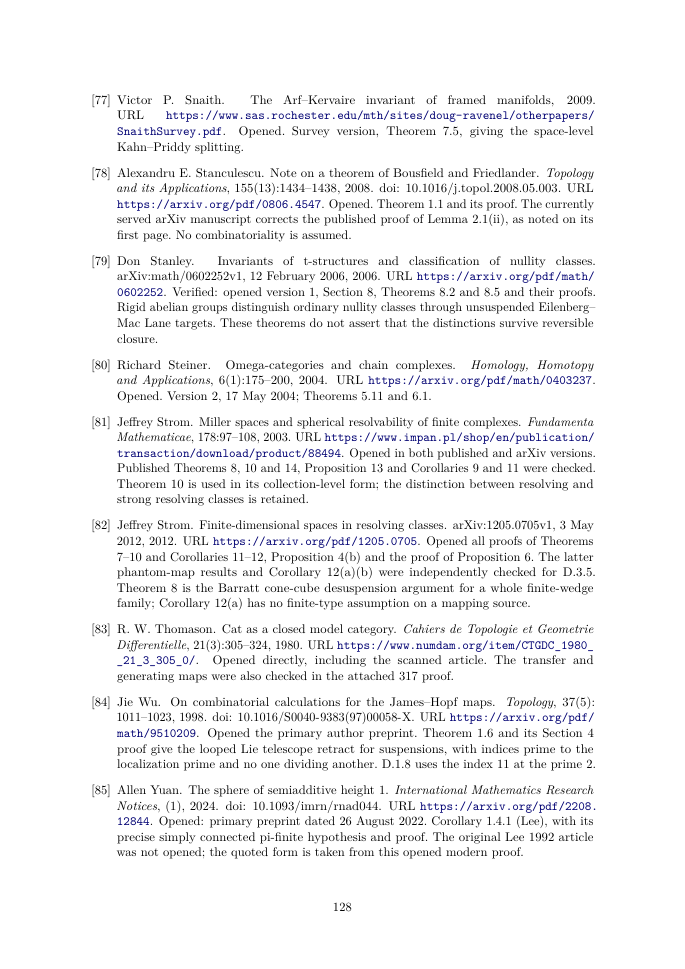 [77] Victor P. Snaith. The Arf–Kervaire invariant of framed manifolds, 2009.
URL https://www.sas.rochester.edu/mth/sites/doug-ravenel/otherpapers/
SnaithSurvey.pdf. Opened. Survey version, Theorem 7.5, giving the space-level
Kahn–Priddy splitting.
[78] Alexandru E. Stanculescu. Note on a theorem of Bousfield and Friedlander. Topology
and its Applications, 155(13):1434–1438, 2008. doi: 10.1016/j.topol.2008.05.003. URL
https://arxiv.org/pdf/0806.4547. Opened. Theorem 1.1 and its proof. The currently
served arXiv manuscript corrects the published proof of Lemma 2.1(ii), as noted on its
first page. No combinatoriality is assumed.
[79] Don Stanley. Invariants of t-structures and classification of nullity classes.
arXiv:math/0602252v1, 12 February 2006, 2006. URL https://arxiv.org/pdf/math/
0602252. Verified: opened version 1, Section 8, Theorems 8.2 and 8.5 and their proofs.
Rigid abelian groups distinguish ordinary nullity classes through unsuspended Eilenberg–
Mac Lane targets. These theorems do not assert that the distinctions survive reversible
closure.
[80] Richard Steiner. Omega-categories and chain complexes. Homology, Homotopy
and Applications, 6(1):175–200, 2004. URL https://arxiv.org/pdf/math/0403237.
Opened. Version 2, 17 May 2004; Theorems 5.11 and 6.1.
[81] Jeffrey Strom. Miller spaces and spherical resolvability of finite complexes. Fundamenta
Mathematicae, 178:97–108, 2003. URL https://www.impan.pl/shop/en/publication/
transaction/download/product/88494. Opened in both published and arXiv versions.
Published Theorems 8, 10 and 14, Proposition 13 and Corollaries 9 and 11 were checked.
Theorem 10 is used in its collection-level form; the distinction between resolving and
strong resolving classes is retained.
[82] Jeffrey Strom. Finite-dimensional spaces in resolving classes. arXiv:1205.0705v1, 3 May
2012, 2012. URL https://arxiv.org/pdf/1205.0705. Opened all proofs of Theorems
7–10 and Corollaries 11–12, Proposition 4(b) and the proof of Proposition 6. The latter
phantom-map results and Corollary 12(a)(b) were independently checked for D.3.5.
Theorem 8 is the Barratt cone-cube desuspension argument for a whole finite-wedge
family; Corollary 12(a) has no finite-type assumption on a mapping source.
[83] R. W. Thomason. Cat as a closed model category. Cahiers de Topologie et Geometrie
Differentielle, 21(3):305–324, 1980. URL https://www.numdam.org/item/CTGDC_1980_
_21_3_305_0/. Opened directly, including the scanned article. The transfer and
generating maps were also checked in the attached 317 proof.
[84] Jie Wu. On combinatorial calculations for the James–Hopf maps. Topology, 37(5):
1011–1023, 1998. doi: 10.1016/S0040-9383(97)00058-X. URL https://arxiv.org/pdf/
math/9510209. Opened the primary author preprint. Theorem 1.6 and its Section 4
proof give the looped Lie telescope retract for suspensions, with indices prime to the
localization prime and no one dividing another. D.1.8 uses the index 11 at the prime 2.
[85] Allen Yuan. The sphere of semiadditive height 1. International Mathematics Research
Notices, (1), 2024. doi: 10.1093/imrn/rnad044. URL https://arxiv.org/pdf/2208.
12844. Opened: primary preprint dated 26 August 2022. Corollary 1.4.1 (Lee), with its
precise simply connected pi-finite hypothesis and proof. The original Lee 1992 article
was not opened; the quoted form is taken from this opened modern proof.
128